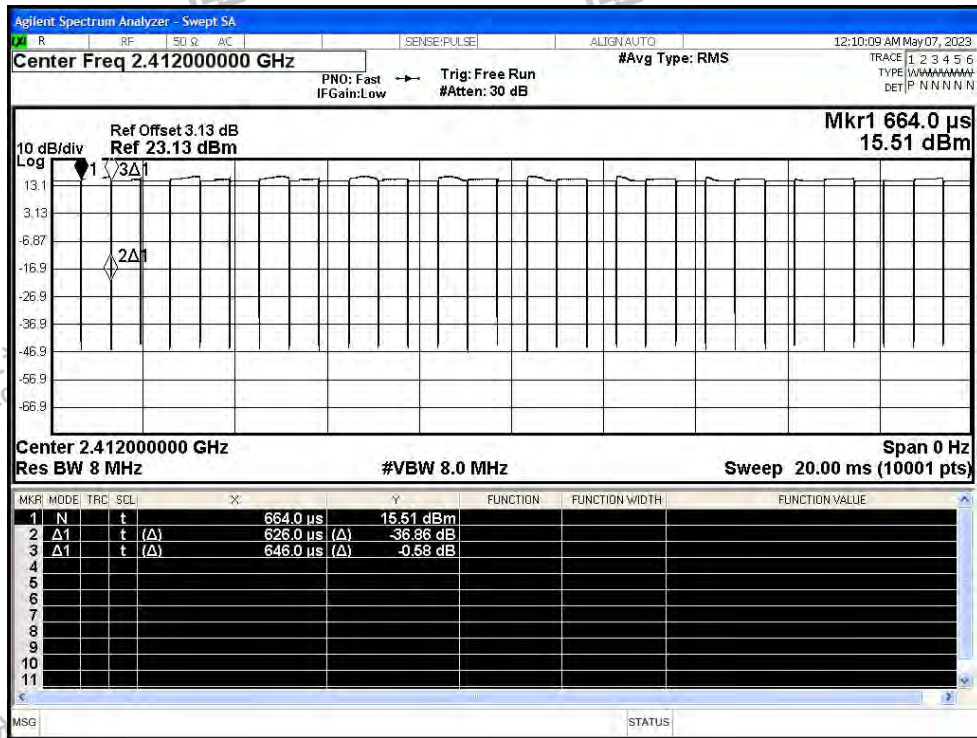 Agilent Spectrum Analyzer - Swept SA
LXI R RF 50 Ω AC SENSE:PULSE ALIGN AUTO 12:10:09 AM May 07, 2023
Center Freq 2.412000000 GHz #Avg Type: RMS TRACE 1 2 3 4 5 6
PNO: Fast Trig: Free Run TYPE WWWWWW
IFGain:Low #Atten: 30 dB DET P N N N N N
Mkr1 664.0 µs
Ref Offset 3.13 dB
10 dB/div Ref 23.13 dBm 15.51 dBm
Log
1 3Δ1
13.1
3.13
-6.87
2Δ1
-16.9
-26.9
-36.9
-46.9
-56.9
-66.9
Center 2.412000000 GHz Span 0 Hz
Res BW 8 MHz #VBW 8.0 MHz Sweep 20.00 ms (10001 pts)
MKR MODE TRC SCL X Y FUNCTION FUNCTION WIDTH FUNCTION VALUE
1 N t 664.0 µs 15.51 dBm
2 Δ1 t (Δ) 626.0 µs (Δ) -36.86 dB
3 Δ1 t (Δ) 646.0 µs (Δ) -0.58 dB
4
5
6
7
8
9
10
11
MSG STATUS